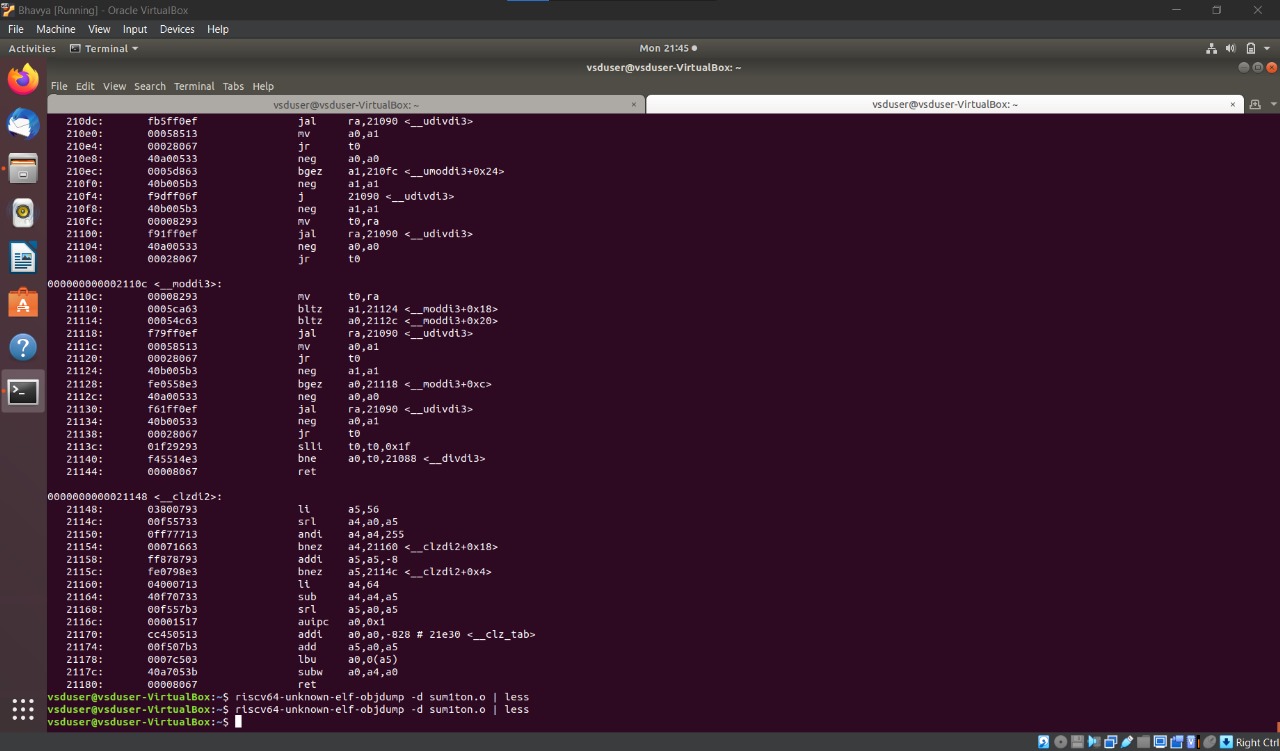 Bhavya [Running] - Oracle VirtualBox
File Machine View Input Devices Help
Activities Terminal Mon 21:45
vsduser@vsduser-VirtualBox: ~
File Edit View Search Terminal Tabs Help
vsduser@vsduser-VirtualBox: ~ × vsduser@vsduser-VirtualBox: ~ ×
210dc: fb5ff0ef jal ra,21090 <__udivdi3>
210e0: 00058513 mv a0,a1
210e4: 00028067 jr t0
210e8: 40a00533 neg a0,a0
210ec: 0005d863 bgez a1,210fc <__umoddi3+0x24>
210f0: 40b005b3 neg a1,a1
210f4: f9dff06f j 21090 <__udivdi3>
210f8: 40b005b3 neg a1,a1
210fc: 00008293 mv t0,ra
21100: f91ff0ef jal ra,21090 <__udivdi3>
21104: 40a00533 neg a0,a0
21108: 00028067 jr t0
000000000002110c <__moddi3>:
2110c: 00008293 mv t0,ra
21110: 0005ca63 bltz a1,21124 <__moddi3+0x18>
21114: 00054c63 bltz a0,2112c <__moddi3+0x20>
21118: f79ff0ef jal ra,21090 <__udivdi3>
2111c: 00058513 mv a0,a1
21120: 00028067 jr t0
21124: 40b005b3 neg a1,a1
21128: fe0558e3 bgez a0,21118 <__moddi3+0xc>
2112c: 40a00533 neg a0,a0
21130: f61ff0ef jal ra,21090 <__udivdi3>
21134: 40b00533 neg a0,a1
21138: 00028067 jr t0
2113c: 01f29293 slli t0,t0,0x1f
21140: f45514e3 bne a0,t0,21088 <__divdi3>
21144: 00008067 ret
0000000000021148 <__clzdi2>:
21148: 03800793 li a5,56
2114c: 00f55733 srl a4,a0,a5
21150: 0ff77713 andi a4,a4,255
21154: 00071663 bnez a4,21160 <__clzdi2+0x18>
21158: ff878793 addi a5,a5,-8
2115c: fe0798e3 bnez a5,2114c <__clzdi2+0x4>
21160: 04000713 li a4,64
21164: 40f70733 sub a4,a4,a5
21168: 00f557b3 srl a5,a0,a5
2116c: 00001517 auipc a0,0x1
21170: cc450513 addi a0,a0,-828 # 21e30 <__clz_tab>
21174: 00f507b3 add a5,a0,a5
21178: 0007c503 lbu a0,0(a5)
2117c: 40a7053b subw a0,a4,a0
21180: 00008067 ret
vsduser@vsduser-VirtualBox:~$ riscv64-unknown-elf-objdump -d sum1ton.o | less
vsduser@vsduser-VirtualBox:~$ riscv64-unknown-elf-objdump -d sum1ton.o | less
vsduser@vsduser-VirtualBox:~$
Right Ctrl